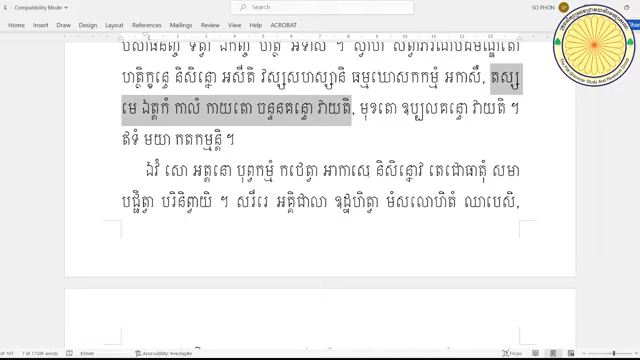 Compatibility Mode
Search
SO PHON
Home Insert Draw Design Layout References Mailings Review View Help ACROBAT
ហត្ថិក្ខន្ធេ និសិន្នោ អសីតិ វស្សសហស្សានិ ធម្មឃោសកកម្មំ អកាសឹ, តស្ស
មេ ឯត្តកំ កាលំ កាយតោ ចន្ទនគន្ធោ វាយតិ, មុខតោ ឧប្បលគន្ធោ វាយតិ ។
ឥទំ មយា កតកម្មន្តិ។
ឯវំ សោ អត្តនោ បុព្វកម្មំ កថេត្វា អាកាសេ និសិន្នោវ តេជោធាតុំ សមា
បជ្ជិត្វា បរិនិព្វាយិ ។ សរីរេ អគ្គិជាលា ឧដ្ឋហិត្វា មំសលោហិតំ ឈាបេសិ,
Khmer Accessibility: Investigate Focus